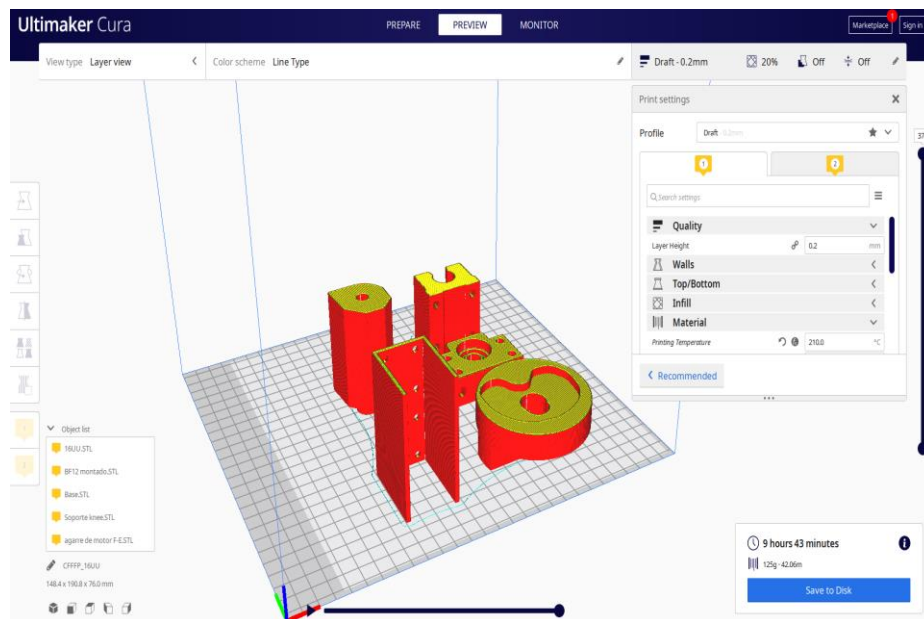 Ultimaker Cura
PREPARE
PREVIEW
MONITOR
Marketplace
1
Sign in
View type Layer view
Color scheme Line Type
Draft - 0.2mm
20%
Off
Off
Print settings
Profile
Draft - 0.2mm
1
2
Search settings
Quality
Layer Height
0.2
mm
Walls
Top/Bottom
Infill
Material
Printing Temperature
210.0
°C
Recommended
37
Object list
16UU.STL
BF12 montado.STL
Base.STL
Soporte knee.STL
agarre de motor F-E.STL
CFFFP_16UU
148.4 x 190.8 x 76.0 mm
9 hours 43 minutes
125g · 42.06m
Save to Disk